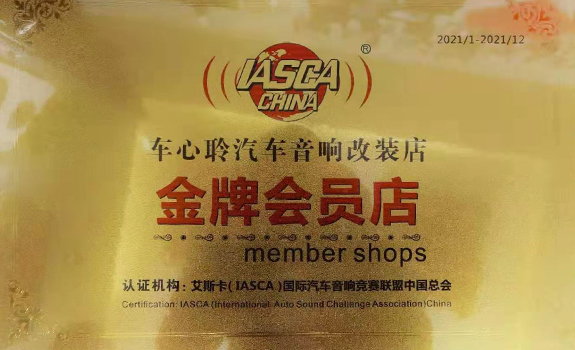 2021/1-2021/12
®
IASCA
CHINA
车心聆汽车音响改装店
金牌会员店
member shops
认证机构：艾斯卡(IASCA)国际汽车音响竞赛联盟中国总会
Certification: IASCA (International Auto Sound Challenge Association)China